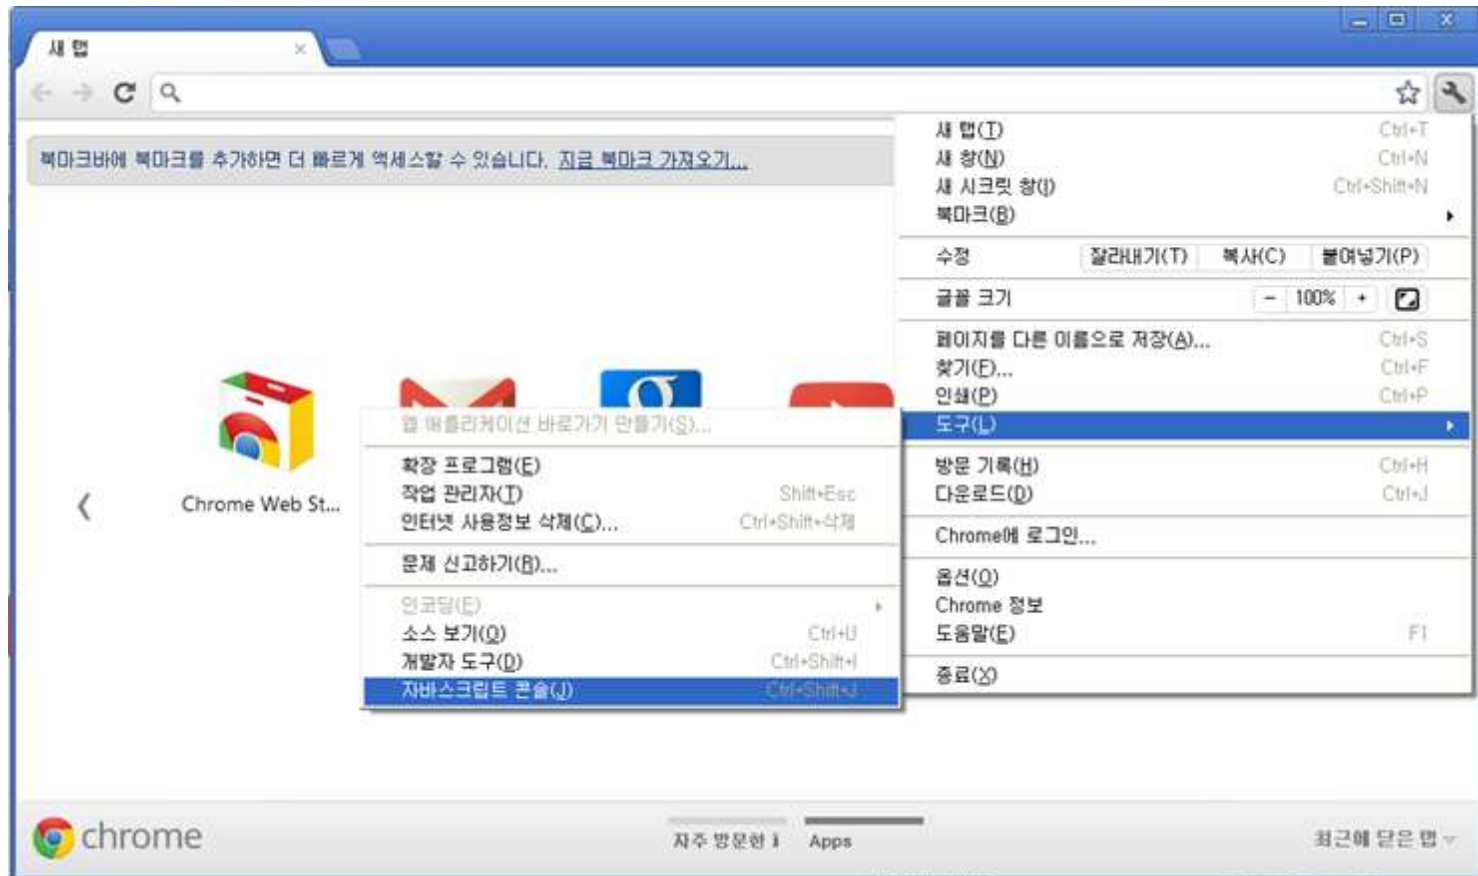 새 탭
북마크바에 북마크를 추가하면 더 빠르게 액세스할 수 있습니다. 지금 북마크 가져오기...
새 탭(T) Ctrl+T
새 창(N) Ctrl+N
새 시크릿 창(I) Ctrl+Shift+N
북마크(B)
수정 잘라내기(T) 복사(C) 붙여넣기(P)
글꼴 크기 - 100% +
페이지를 다른 이름으로 저장(A)... Ctrl+S
찾기(F)... Ctrl+F
인쇄(P) Ctrl+P
도구(L)
방문 기록(H) Ctrl+H
다운로드(D) Ctrl+J
Chrome에 로그인...
옵션(O)
Chrome 정보
도움말(E) F1
종료(X)
웹 애플리케이션 바로가기 만들기(S)...
확장 프로그램(E)
작업 관리자(T) Shift+Esc
인터넷 사용정보 삭제(C)... Ctrl+Shift+삭제
문제 신고하기(R)...
인코딩(E)
소스 보기(O) Ctrl+U
개발자 도구(D) Ctrl+Shift+I
자바스크립트 콘솔(J) Ctrl+Shift+J
Chrome Web St...
chrome
자주 방문한
Apps
최근에 닫은 탭